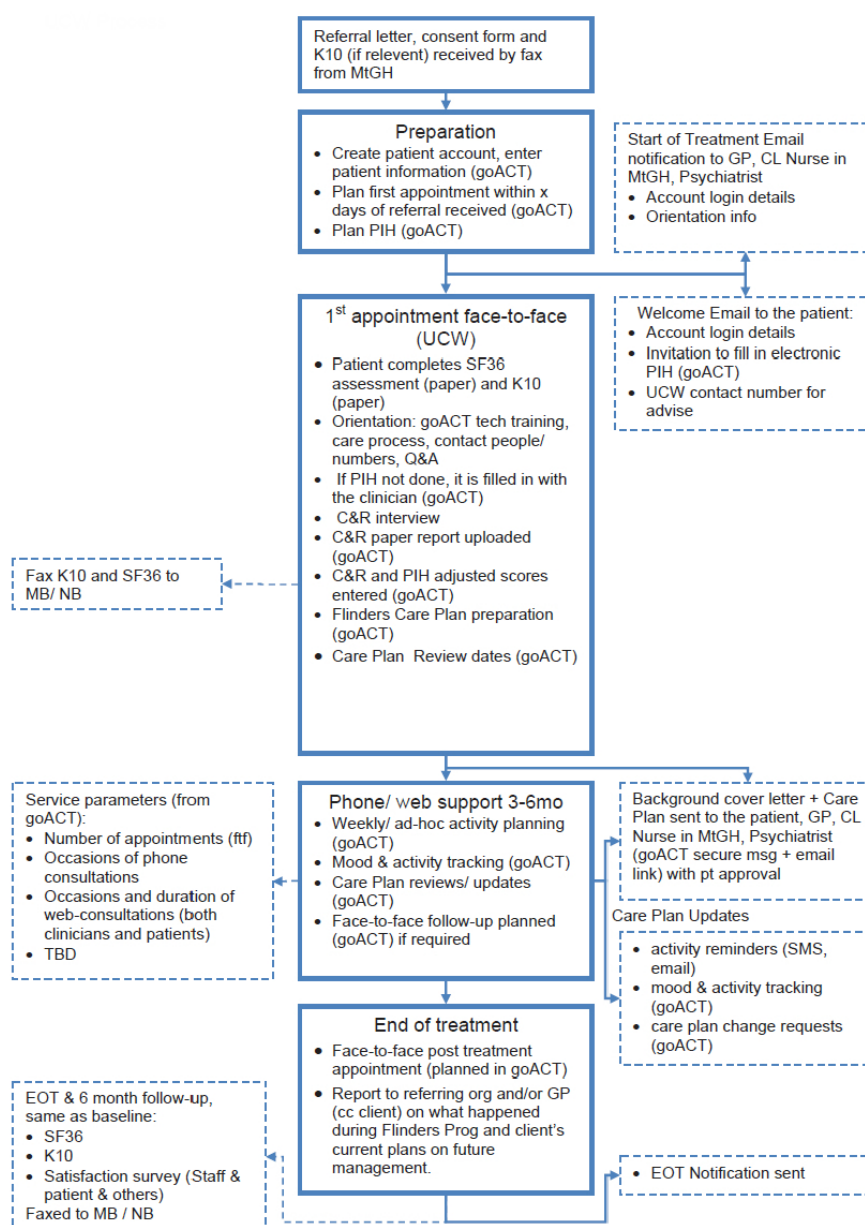 Referral letter, consent form and
K10 (if relevent) received by fax
from MtGH
Preparation
• Create patient account, enter
patient information (goACT)
• Plan first appointment within x
days of referral received (goACT)
• Plan PIH (goACT)
Start of Treatment Email
notification to GP, CL Nurse in
MtGH, Psychiatrist
• Account login details
• Orientation info
Welcome Email to the patient:
• Account login details
• Invitation to fill in electronic
PIH (goACT)
• UCW contact number for
advise
1st appointment face-to-face
(UCW)
• Patient completes SF36
assessment (paper) and K10
(paper)
• Orientation: goACT tech training,
care process, contact people/
numbers, Q&A
• If PIH not done, it is filled in with
the clinician (goACT)
• C&R interview
• C&R paper report uploaded
(goACT)
• C&R and PIH adjusted scores
entered (goACT)
• Flinders Care Plan preparation
(goACT)
• Care Plan Review dates (goACT)
Fax K10 and SF36 to
MB/ NB
Service parameters (from
goACT):
• Number of appointments (ftf)
• Occasions of phone
consultations
• Occasions and duration of
web-consultations (both
clinicians and patients)
• TBD
Phone/ web support 3-6mo
• Weekly/ ad-hoc activity planning
(goACT)
• Mood & activity tracking (goACT)
• Care Plan reviews/ updates
(goACT)
• Face-to-face follow-up planned
(goACT) if required
Background cover letter + Care
Plan sent to the patient, GP, CL
Nurse in MtGH, Psychiatrist
(goACT secure msg + email
link) with pt approval
Care Plan Updates
• activity reminders (SMS,
email)
• mood & activity tracking
(goACT)
• care plan change requests
(goACT)
End of treatment
• Face-to-face post treatment
appointment (planned in goACT)
• Report to referring org and/or GP
(cc client) on what happened
during Flinders Prog and client's
current plans on future
management.
EOT & 6 month follow-up,
same as baseline:
• SF36
• K10
• Satisfaction survey (Staff &
patient & others)
Faxed to MB / NB
• EOT Notification sent